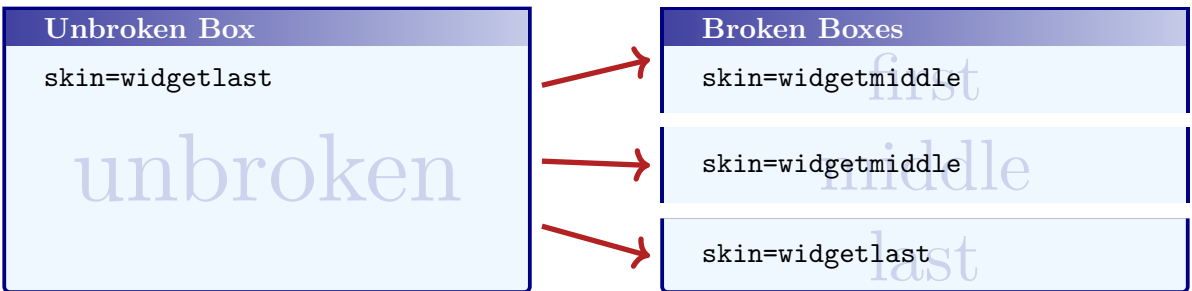 Unbroken Box
skin=widgetlast
unbroken
Broken Boxes
skin=widgetmiddle
first
skin=widgetmiddle
middle
skin=widgetlast
last